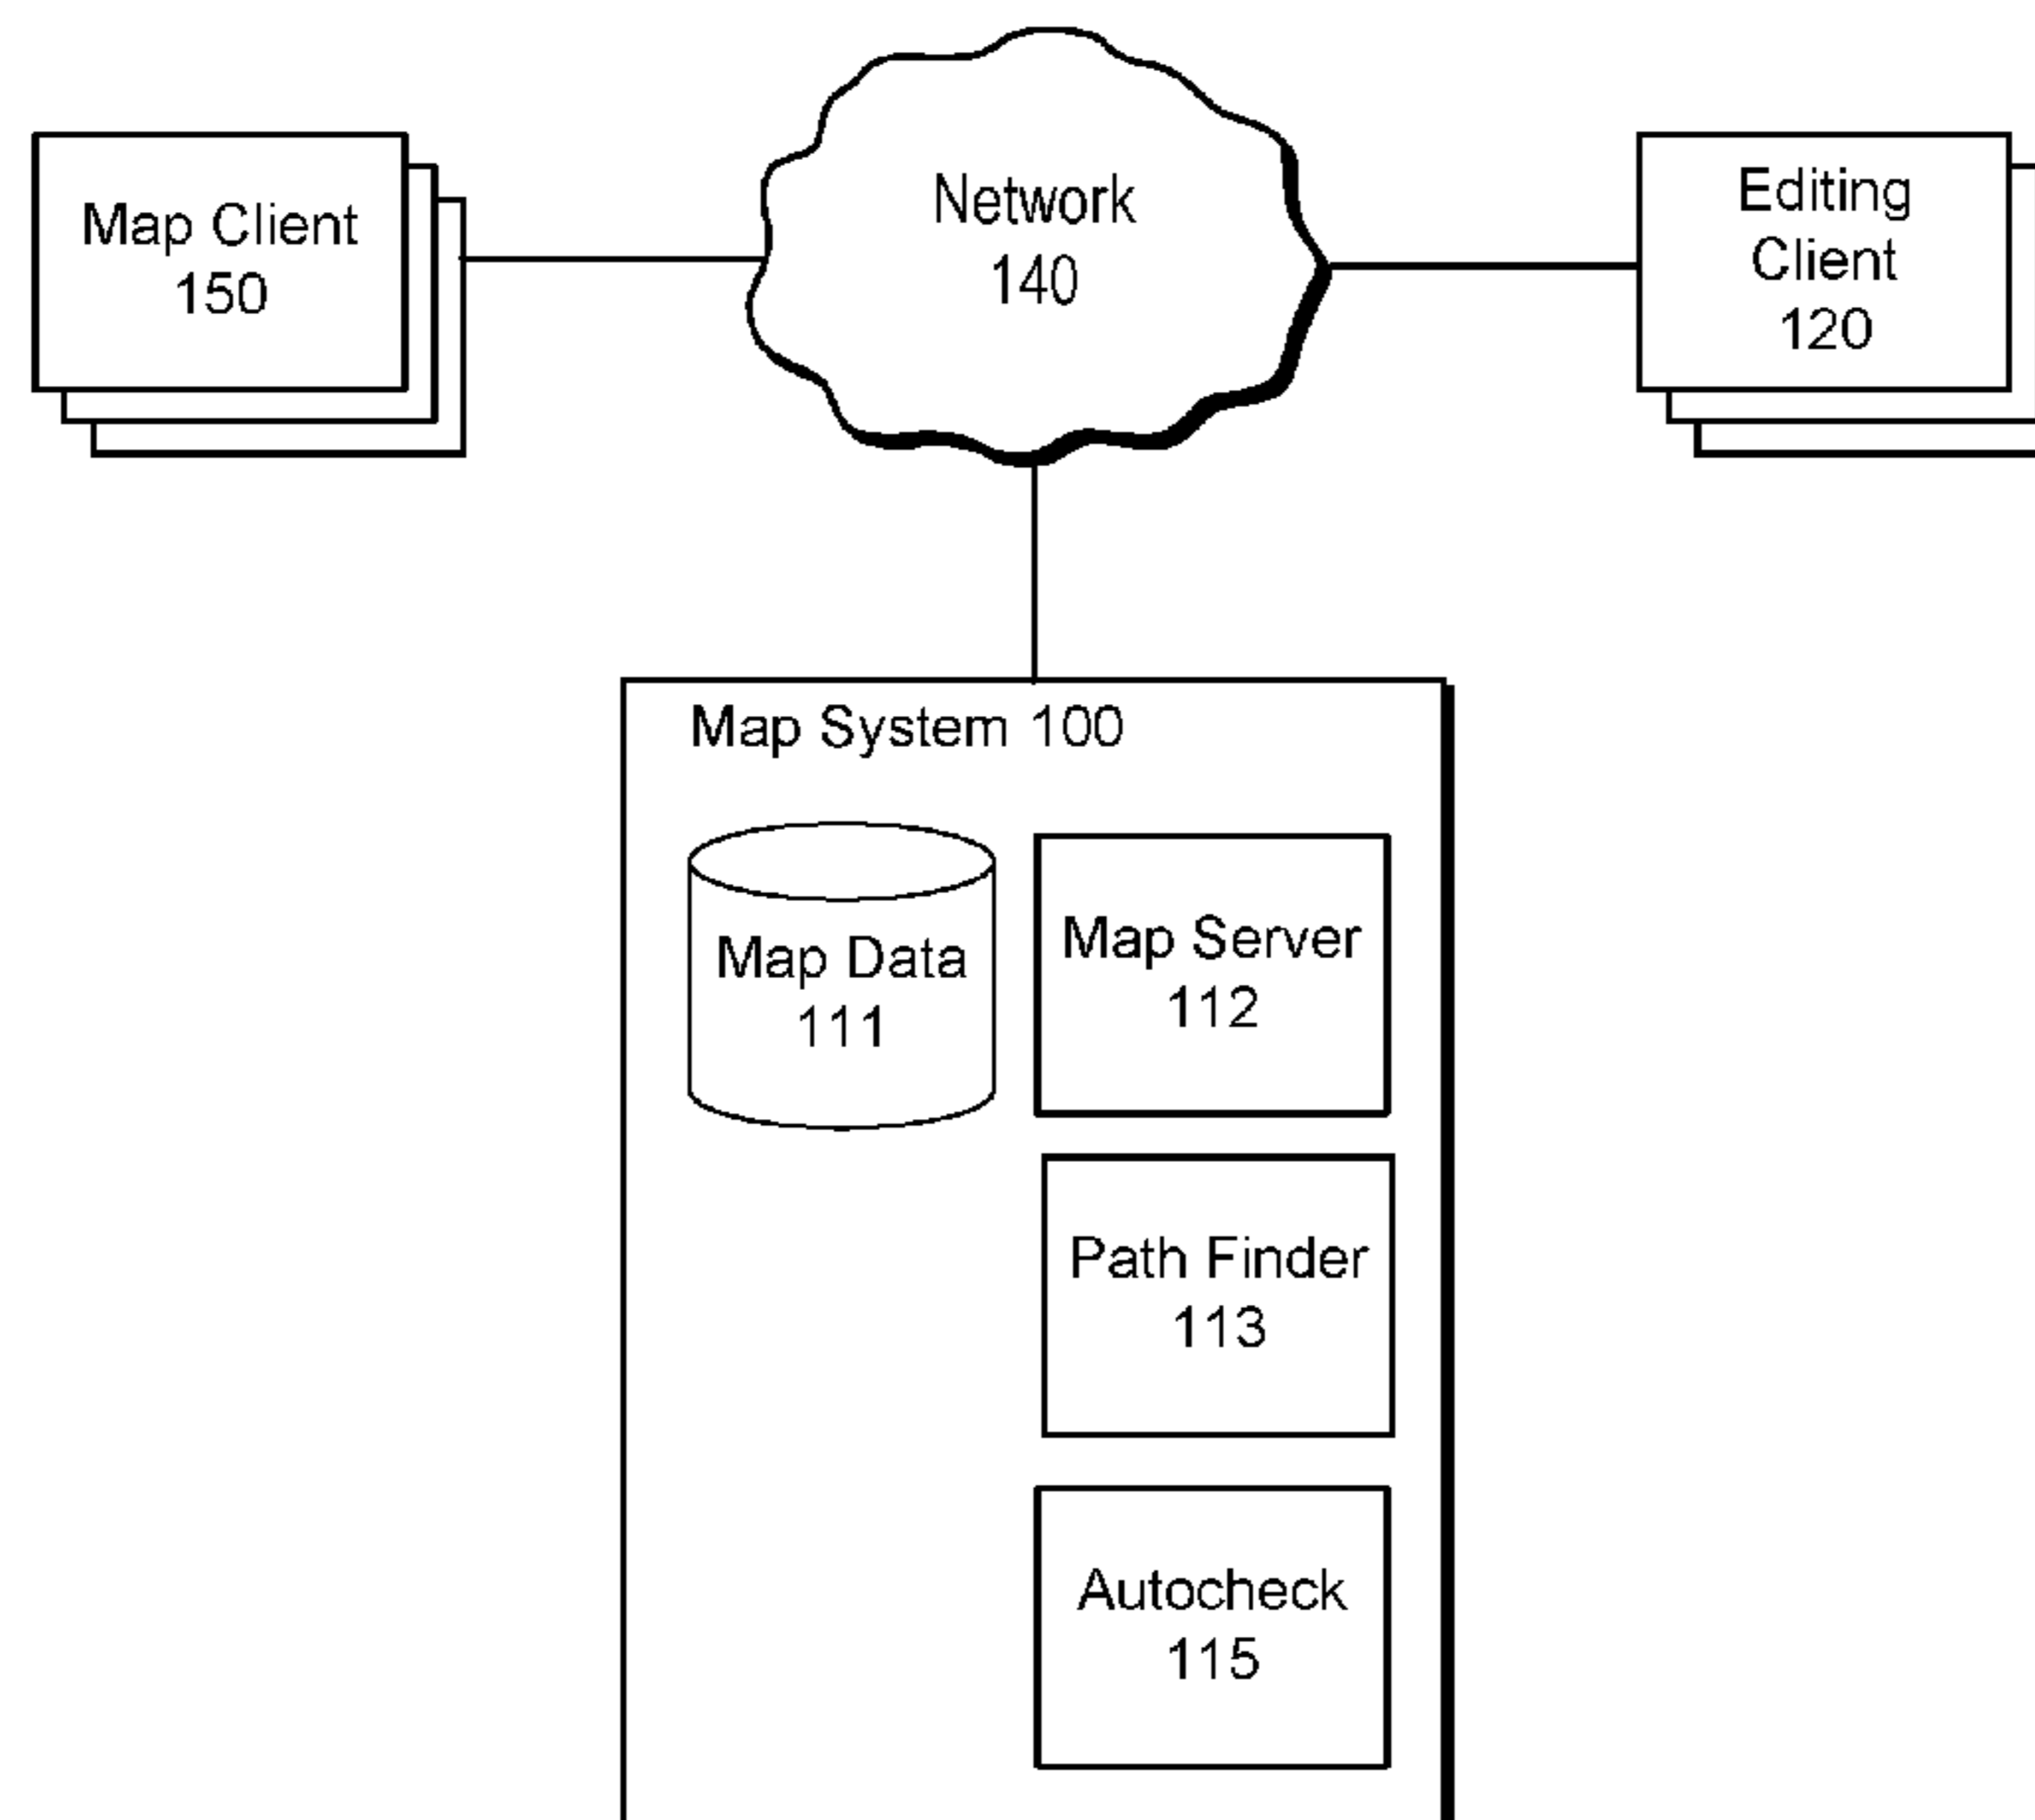 Map Client
150
Network
140
Editing
Client
120
Map System 100
Map Data
111
Map Server
112
Path Finder
113
Autocheck
115